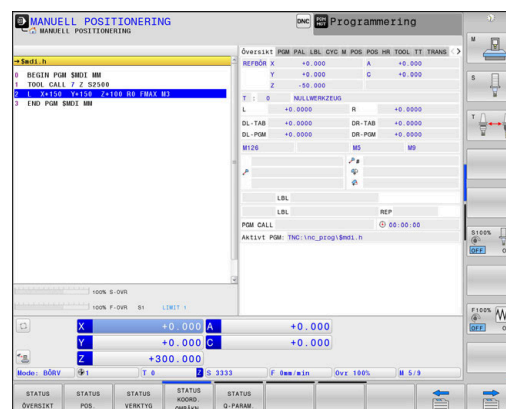 MANUELL POSITIONERING
MANUELL POSITIONERING
DNC
Programmering
→$mdi.h
0 BEGIN PGM $MDI MM
1 TOOL CALL 7 Z S2500
2 L X+150 Y+150 Z+100 R0 FMAX M3
3 END PGM $MDI MM
100% S-OVR
100% F-OVR S1 LIMIT 1
Översikt PGM PAL LBL CYC M POS POS HR TOOL TT TRANS
REFBÖR X +0.000 A +0.000
Y +0.000 C +0.000
Z -50.000
T : 0 NULLWERKZEUG
L +0.0000 R +0.0000
DL-TAB +0.0000 DR-TAB +0.0000
DL-PGM +0.0000 DR-PGM +0.0000
M126 M5 M9
LBL
LBL REP
PGM CALL 00:00:00
Aktivt PGM: TNC:\nc_prog\$mdi.h
X +0.000 A +0.000
Y +0.000 C +0.000
Z +300.000
Mode: BÖRV 1 T 0 Z S 3333 F 0mm/min Ovr 100% M 5/9
STATUS ÖVERSIKT
STATUS POS.
STATUS VERKTYG
STATUS KOORD. OMRÄKN.
STATUS Q-PARAM.
M
S
T
S100%
OFF
F100%
OFF